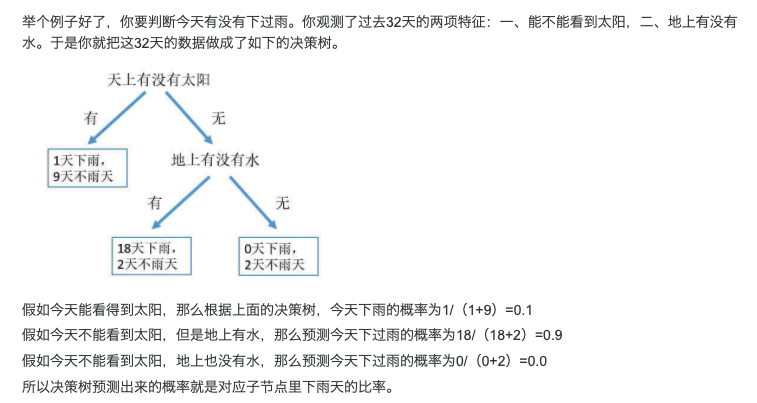 举个例子好了，你要判断今天有没有下过雨。你观测了过去32天的两项特征：一、能不能看到太阳，二、地上有没有
水。于是你就把这32天的数据做成了如下的决策树。
天上有没有太阳
有
无
1天下雨，
9天不雨天
地上有没有水
有
无
18天下雨，
2天不雨天
0天下雨，
2天不雨天
假如今天能看得到太阳，那么根据上面的决策树，今天下雨的概率为1/（1+9）=0.1
假如今天不能看到太阳，但是地上有水，那么预测今天下过雨的概率为18/（18+2）=0.9
假如今天不能看到太阳，地上也没有水，那么预测今天下过雨的概率为0/（0+2）=0.0
所以决策树预测出来的概率就是对应子节点里下雨天的比率。